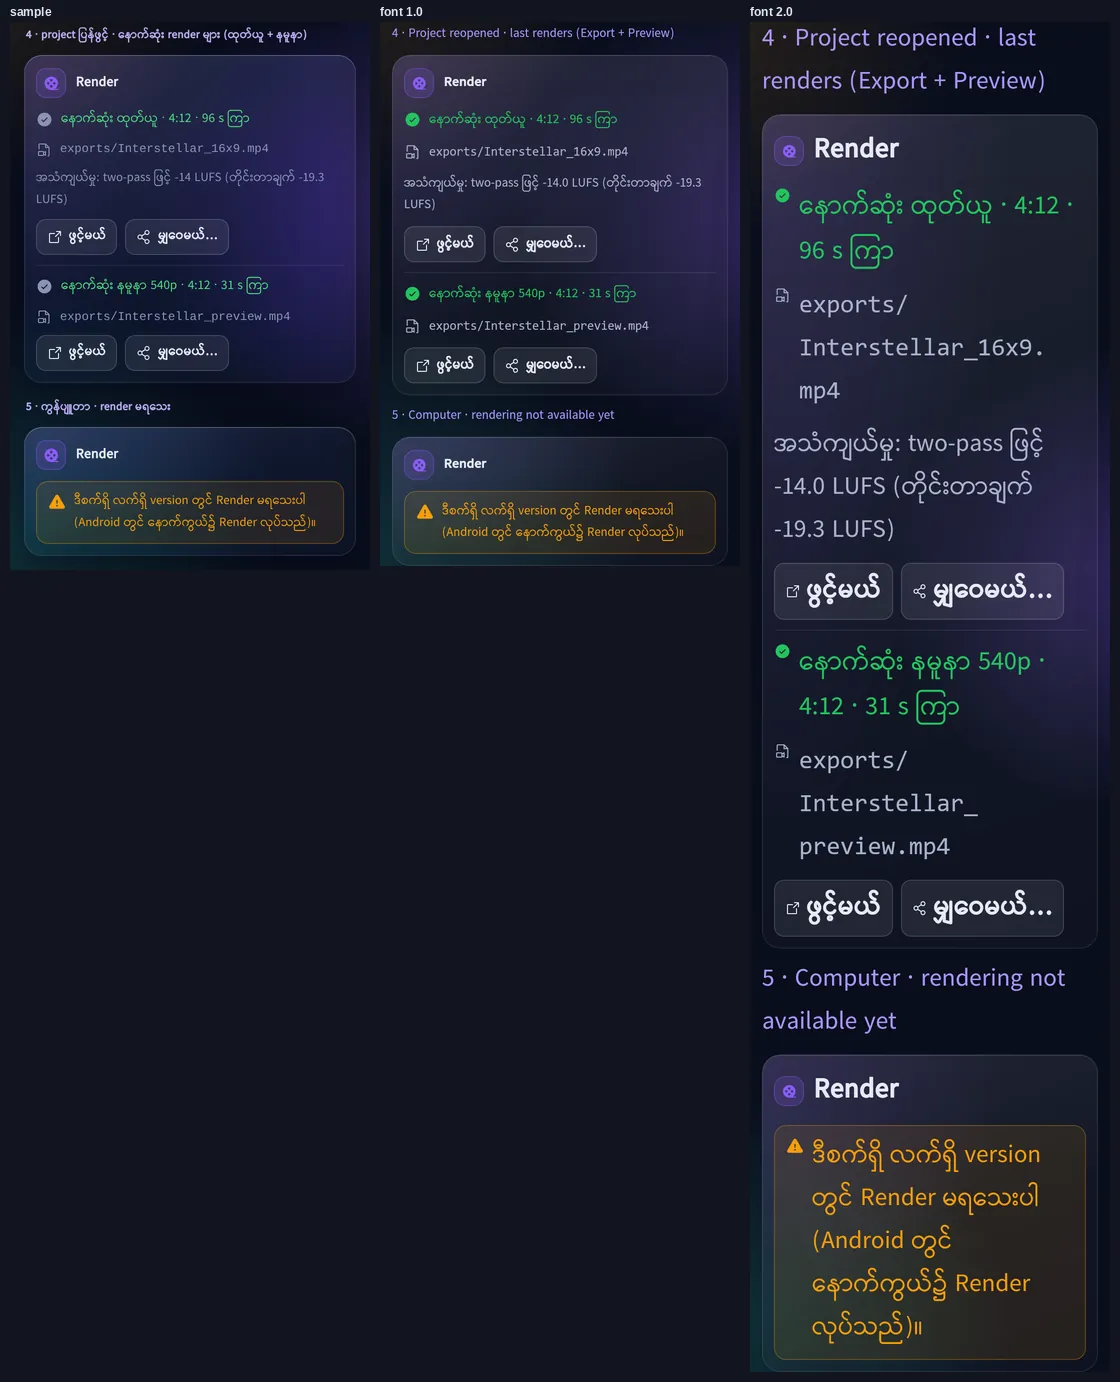 sample
4 · project ပြန်ဖွင့် · နောက်ဆုံး render များ (ထုတ်ယူ + နမူနာ)
Render
နောက်ဆုံး ထုတ်ယူ · 4:12 · 96 s ကြာ
exports/Interstellar_16x9.mp4
အသံကျယ်မှု: two-pass ဖြင့် -14 LUFS (တိုင်းတာချက် -19.3
LUFS)
ဖွင့်မယ်
မျှဝေမယ်…
နောက်ဆုံး နမူနာ 540p · 4:12 · 31 s ကြာ
exports/Interstellar_preview.mp4
ဖွင့်မယ်
မျှဝေမယ်…
5 · ကွန်ပျူတာ · render မရသေး
Render
ဒီစက်ရှိ လက်ရှိ version တွင် Render မရသေးပါ
(Android တွင် နောက်ကွယ်၌ Render လုပ်သည်)။
font 1.0
4 · Project reopened · last renders (Export + Preview)
Render
နောက်ဆုံး ထုတ်ယူ · 4:12 · 96 s ကြာ
exports/Interstellar_16x9.mp4
အသံကျယ်မှု: two-pass ဖြင့် -14.0 LUFS (တိုင်းတာချက် -19.3
LUFS)
ဖွင့်မယ်
မျှဝေမယ်…
နောက်ဆုံး နမူနာ 540p · 4:12 · 31 s ကြာ
exports/Interstellar_preview.mp4
ဖွင့်မယ်
မျှဝေမယ်…
5 · Computer · rendering not available yet
Render
ဒီစက်ရှိ လက်ရှိ version တွင် Render မရသေးပါ
(Android တွင် နောက်ကွယ်၌ Render လုပ်သည်)။
font 2.0
4 · Project reopened · last
renders (Export + Preview)
Render
နောက်ဆုံး ထုတ်ယူ · 4:12 ·
96 s ကြာ
exports/
Interstellar_16x9.
mp4
အသံကျယ်မှု: two-pass ဖြင့်
-14.0 LUFS (တိုင်းတာချက်
-19.3 LUFS)
ဖွင့်မယ်
မျှဝေမယ်…
နောက်ဆုံး နမူနာ 540p ·
4:12 · 31 s ကြာ
exports/
Interstellar_
preview.mp4
ဖွင့်မယ်
မျှဝေမယ်…
5 · Computer · rendering not
available yet
Render
ဒီစက်ရှိ လက်ရှိ version
တွင် Render မရသေးပါ
(Android တွင်
နောက်ကွယ်၌ Render
လုပ်သည်)။